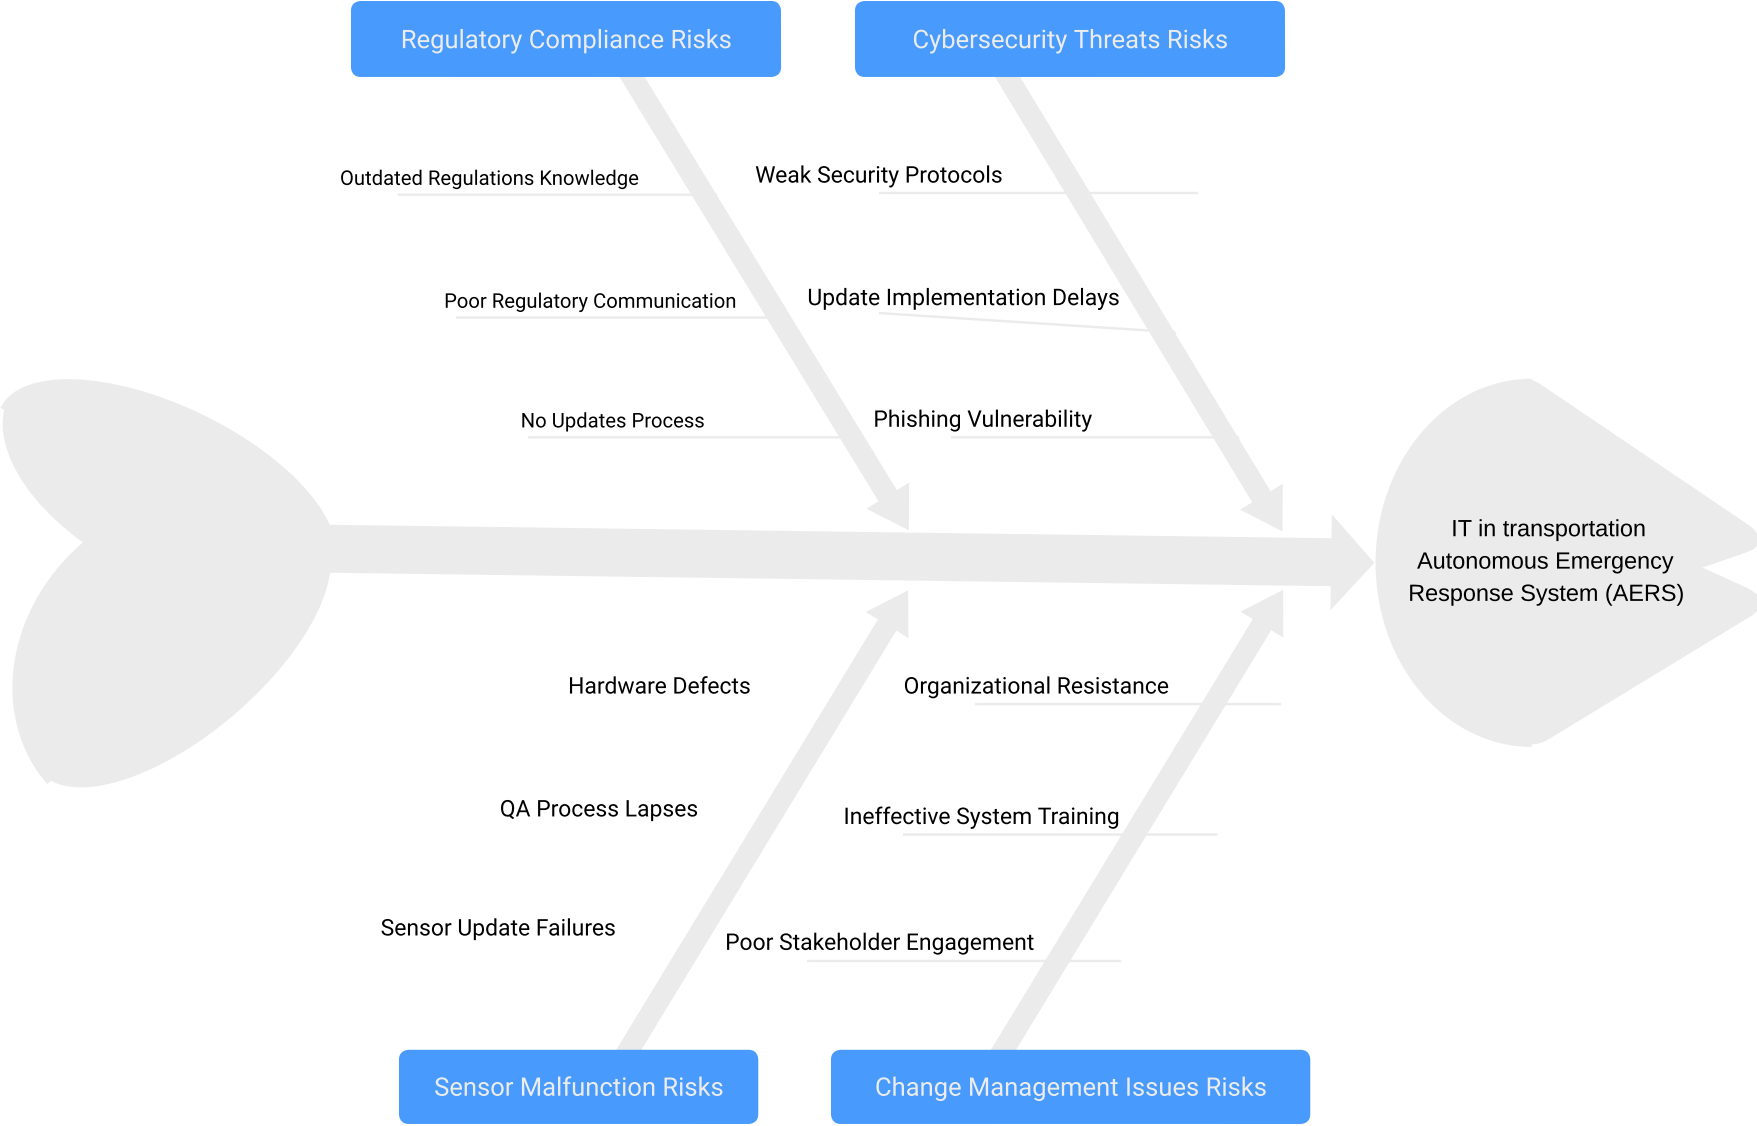 Regulatory Compliance Risks
Cybersecurity Threats Risks
Outdated Regulations Knowledge
Weak Security Protocols
Poor Regulatory Communication
Update Implementation Delays
No Updates Process
Phishing Vulnerability
IT in transportation
Autonomous Emergency
Response System (AERS)
Hardware Defects
Organizational Resistance
QA Process Lapses
Ineffective System Training
Sensor Update Failures
Poor Stakeholder Engagement
Sensor Malfunction Risks
Change Management Issues Risks